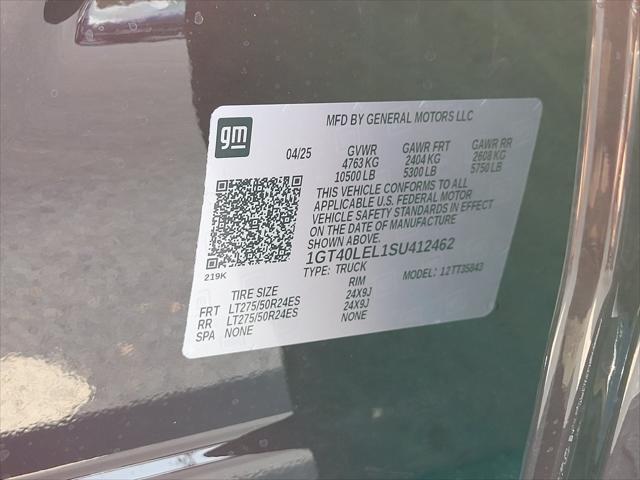 gm
MFD BY GENERAL MOTORS LLC
04/25 GVWR GAWR FRT GAWR RR
4763 KG 2404 KG 2608 KG
10500 LB 5300 LB 5750 LB
THIS VEHICLE CONFORMS TO ALL
APPLICABLE U.S. FEDERAL MOTOR
VEHICLE SAFETY STANDARDS IN EFFECT
ON THE DATE OF MANUFACTURE
SHOWN ABOVE.
1GT40LEL1SU412462
219K TYPE: TRUCK MODEL: 12TT35843
TIRE SIZE RIM
FRT LT275/50R24ES 24X9J
RR LT275/50R24ES 24X9J
SPA NONE NONE